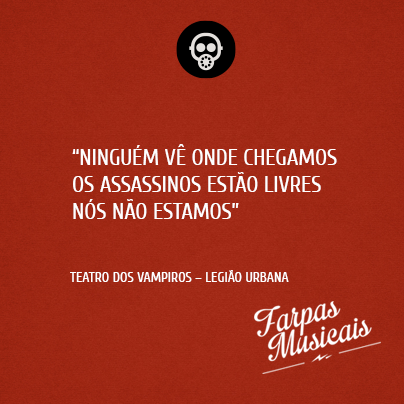 “NINGUÉM VÊ ONDE CHEGAMOS
OS ASSASSINOS ESTÃO LIVRES
NÓS NÃO ESTAMOS”
TEATRO DOS VAMPIROS – LEGIÃO URBANA
Farpas
Musicais